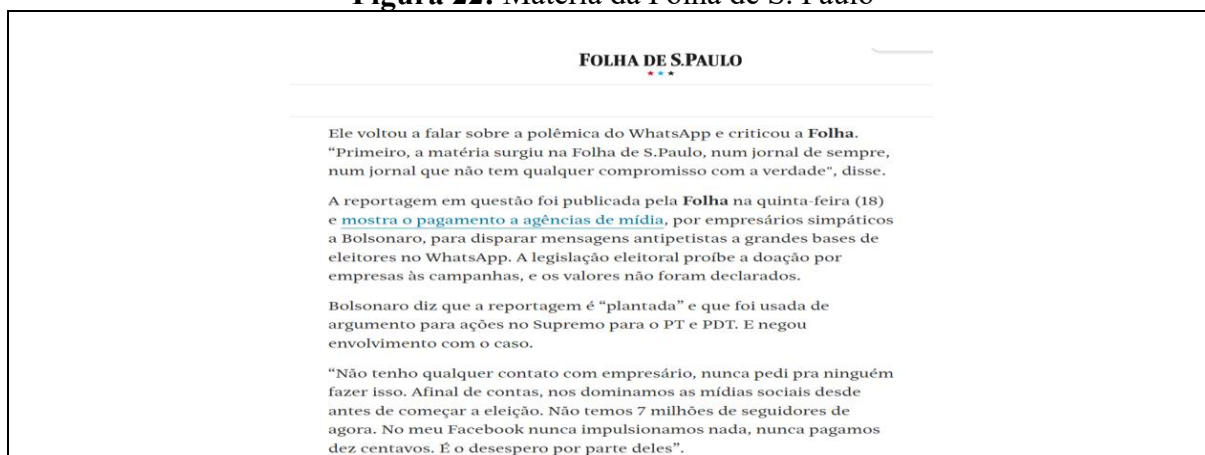 Figura 22: Matéria da Folha de S. Paulo
FOLHA DE S.PAULO
Ele voltou a falar sobre a polêmica do WhatsApp e criticou a Folha.
“Primeiro, a matéria surgiu na Folha de S.Paulo, num jornal de sempre,
num jornal que não tem qualquer compromisso com a verdade", disse.
A reportagem em questão foi publicada pela Folha na quinta-feira (18)
e mostra o pagamento a agências de mídia, por empresários simpáticos
a Bolsonaro, para disparar mensagens antipetistas a grandes bases de
eleitores no WhatsApp. A legislação eleitoral proíbe a doação por
empresas às campanhas, e os valores não foram declarados.
Bolsonaro diz que a reportagem é “plantada” e que foi usada de
argumento para ações no Supremo para o PT e PDT. E negou
envolvimento com o caso.
“Não tenho qualquer contato com empresário, nunca pedi pra ninguém
fazer isso. Afinal de contas, nos dominamos as mídias sociais desde
antes de começar a eleição. Não temos 7 milhões de seguidores de
agora. No meu Facebook nunca impulsionamos nada, nunca pagamos
dez centavos. É o desespero por parte deles”.